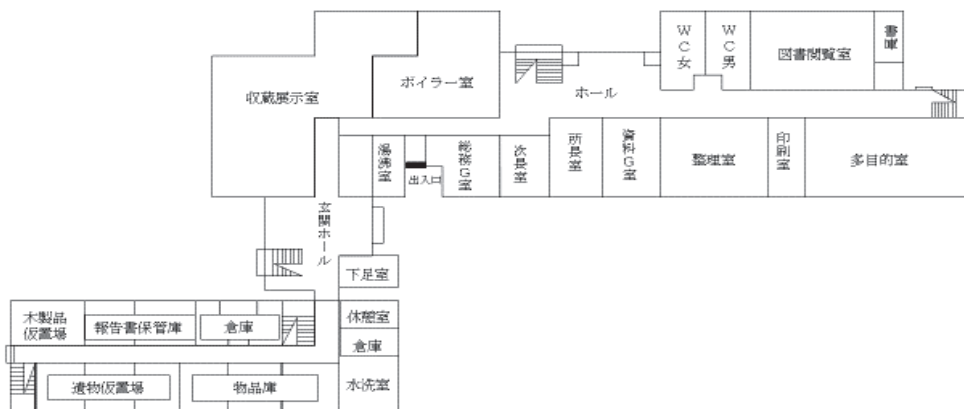 WC女
WC男
図書閲覧室
書庫
収蔵展示室
ボイラー室
ホール
湯沸室
出入口
総務G室
次長室
所長室
資料G室
整理室
印刷室
多目的室
玄関ホール
下足室
木製品
仮置場
報告書保管庫
倉庫
休憩室
倉庫
遺物仮置場
物品庫
水洗室